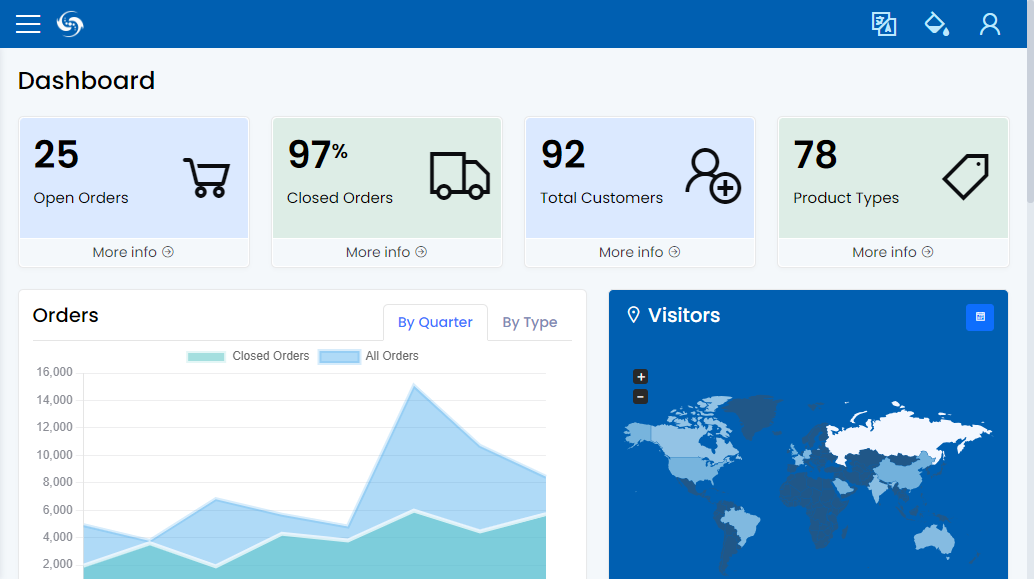 Dashboard
25
Open Orders
More info
97%
Closed Orders
More info
92
Total Customers
More info
78
Product Types
More info
Orders
By Quarter
By Type
Closed Orders
All Orders
16,000
14,000
12,000
10,000
8,000
6,000
4,000
2,000
Visitors
+
−